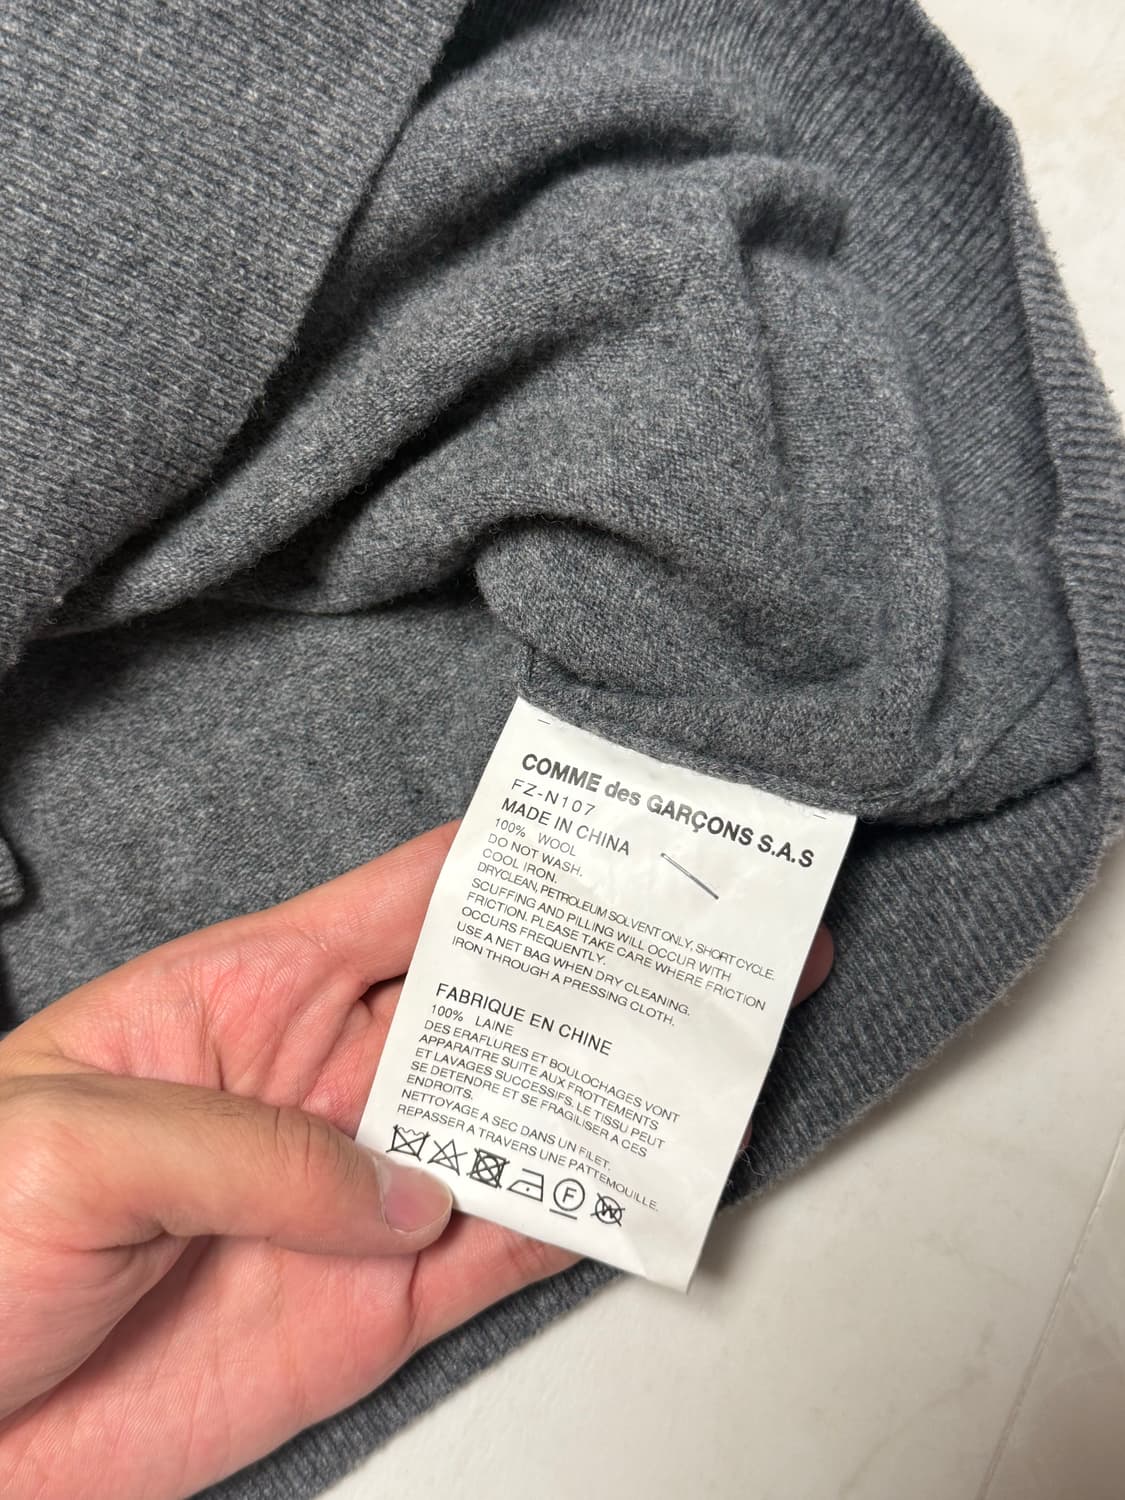 COMME des GARÇONS S.A.S
FZ-N107
MADE IN CHINA
100% WOOL
DO NOT WASH.
COOL IRON.
DRYCLEAN, PETROLEUM SOLVENT ONLY, SHORT CYCLE.
SCUFFING AND PILLING WILL OCCUR WITH
FRICTION. PLEASE TAKE CARE WHERE FRICTION
OCCURS FREQUENTLY.
USE A NET BAG WHEN DRY CLEANING.
IRON THROUGH A PRESSING CLOTH.
FABRIQUE EN CHINE
100% LAINE
DES ERAFLURES ET BOULOCHAGES VONT
APPARAITRE SUITE AUX FROTTEMENTS
ET LAVAGES SUCCESSIFS. LE TISSU PEUT
SE DETENDRE ET SE FRAGILISER A CES
ENDROITS.
NETTOYAGE A SEC DANS UN FILET.
REPASSER A TRAVERS UNE PATTEMOUILLE.
F W